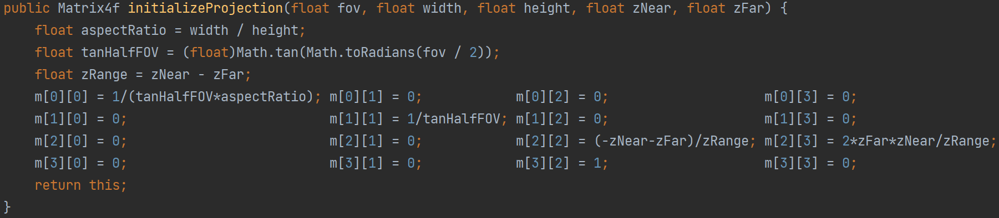 public Matrix4f initializeProjection(float fov, float width, float height, float zNear, float zFar) {
    float aspectRatio = width / height;
    float tanHalfFOV = (float)Math.tan(Math.toRadians(fov / 2));
    float zRange = zNear - zFar;
    m[0][0] = 1/(tanHalfFOV*aspectRatio); m[0][1] = 0;            m[0][2] = 0;                    m[0][3] = 0;
    m[1][0] = 0;                          m[1][1] = 1/tanHalfFOV; m[1][2] = 0;                    m[1][3] = 0;
    m[2][0] = 0;                          m[2][1] = 0;            m[2][2] = (-zNear-zFar)/zRange; m[2][3] = 2*zFar*zNear/zRange;
    m[3][0] = 0;                          m[3][1] = 0;            m[3][2] = 1;                    m[3][3] = 0;
    return this;
}